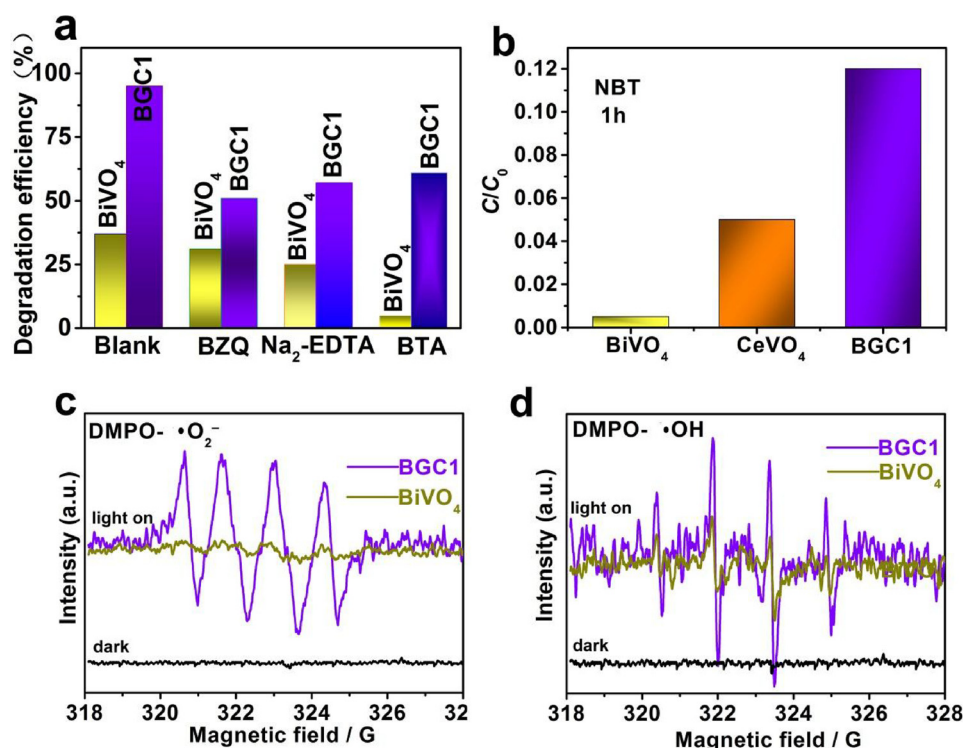 a
Degradation efficiency (%)
100
75
50
25
0
BiVO₄
BGC1
BiVO₄
BGC1
BiVO₄
BGC1
BiVO₄
BGC1
Blank
BZQ
Na₂-EDTA
BTA
b
C/C₀
0.12
0.10
0.08
0.06
0.04
0.02
0.00
NBT
1h
BiVO₄
CeVO₄
BGC1
c
DMPO- •O₂⁻
BGC1
BiVO₄
light on
dark
Intensity (a.u.)
318 320 322 324 326 32
Magnetic field / G
d
DMPO- •OH
BGC1
BiVO₄
light on
dark
Intensity (a.u.)
318 320 322 324 326 328
Magnetic field / G